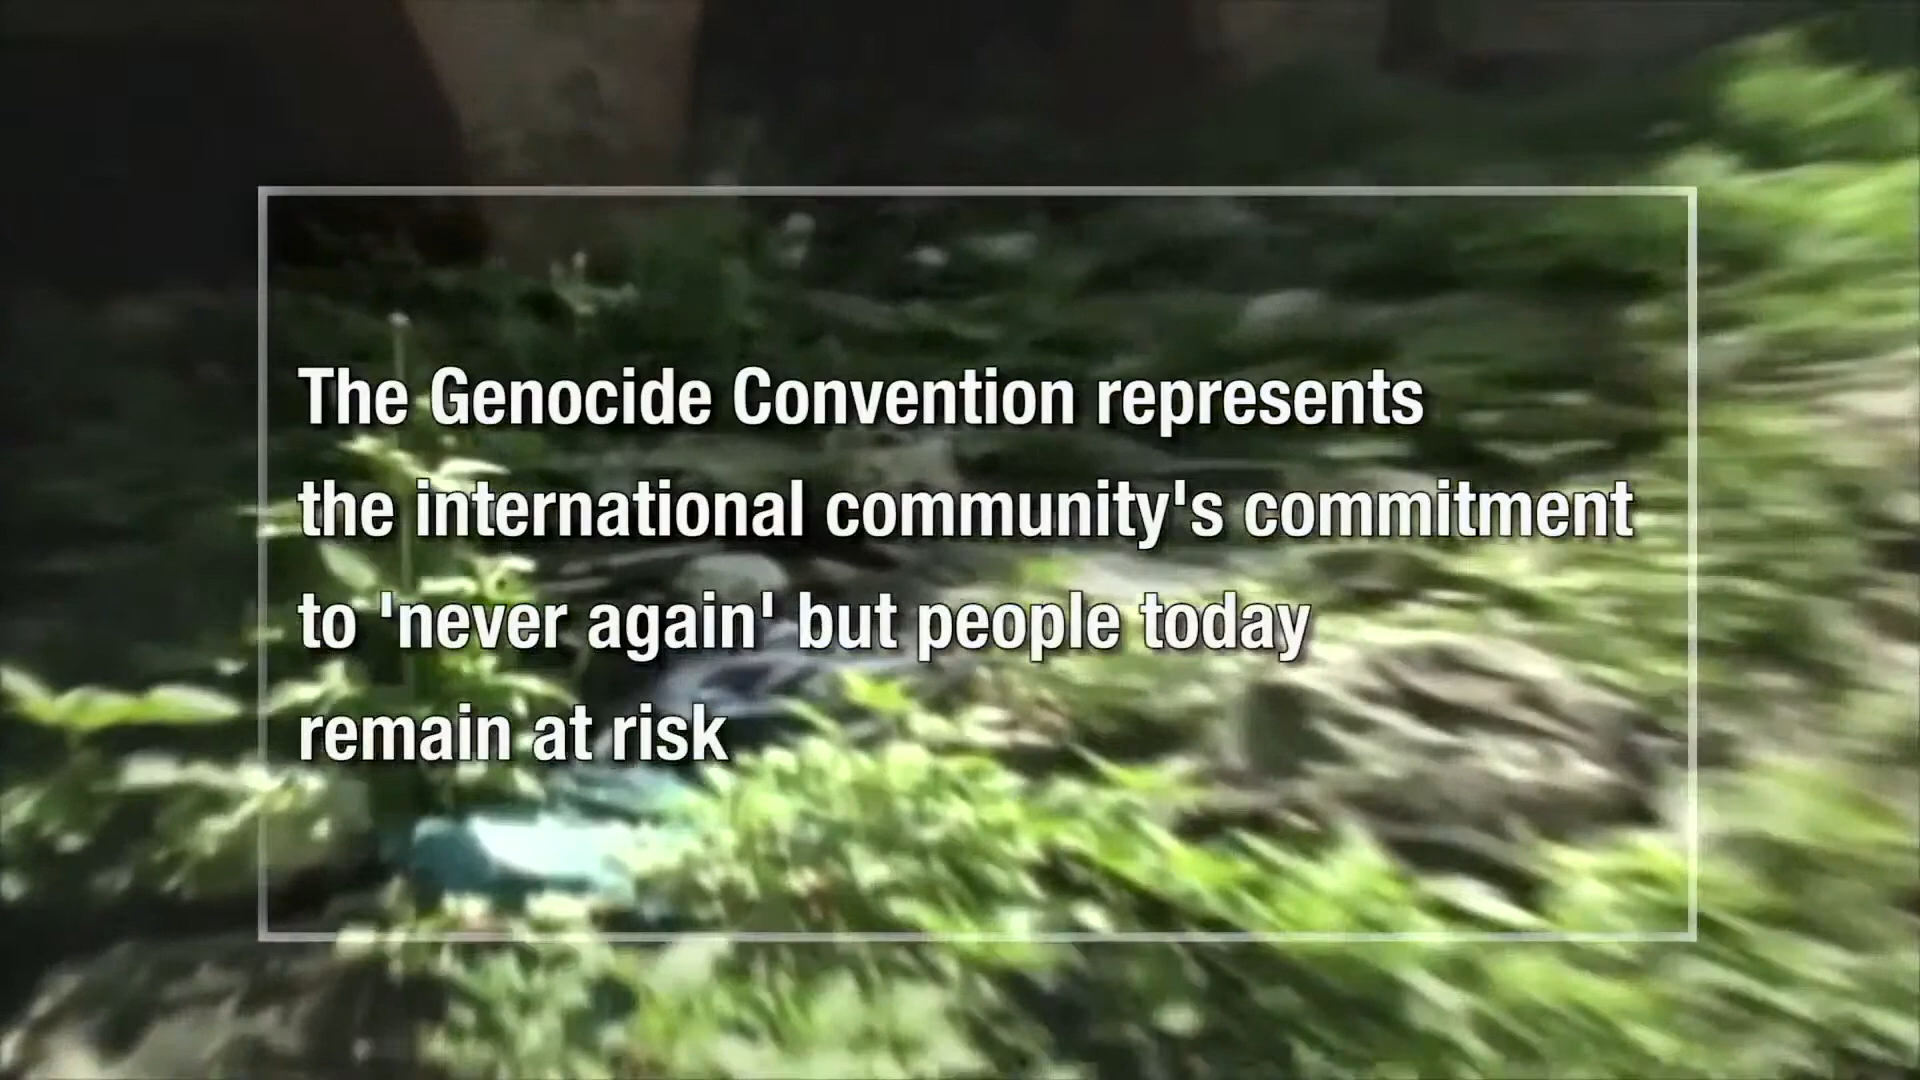 The Genocide Convention represents
the international community's commitment
to 'never again' but people today
remain at risk